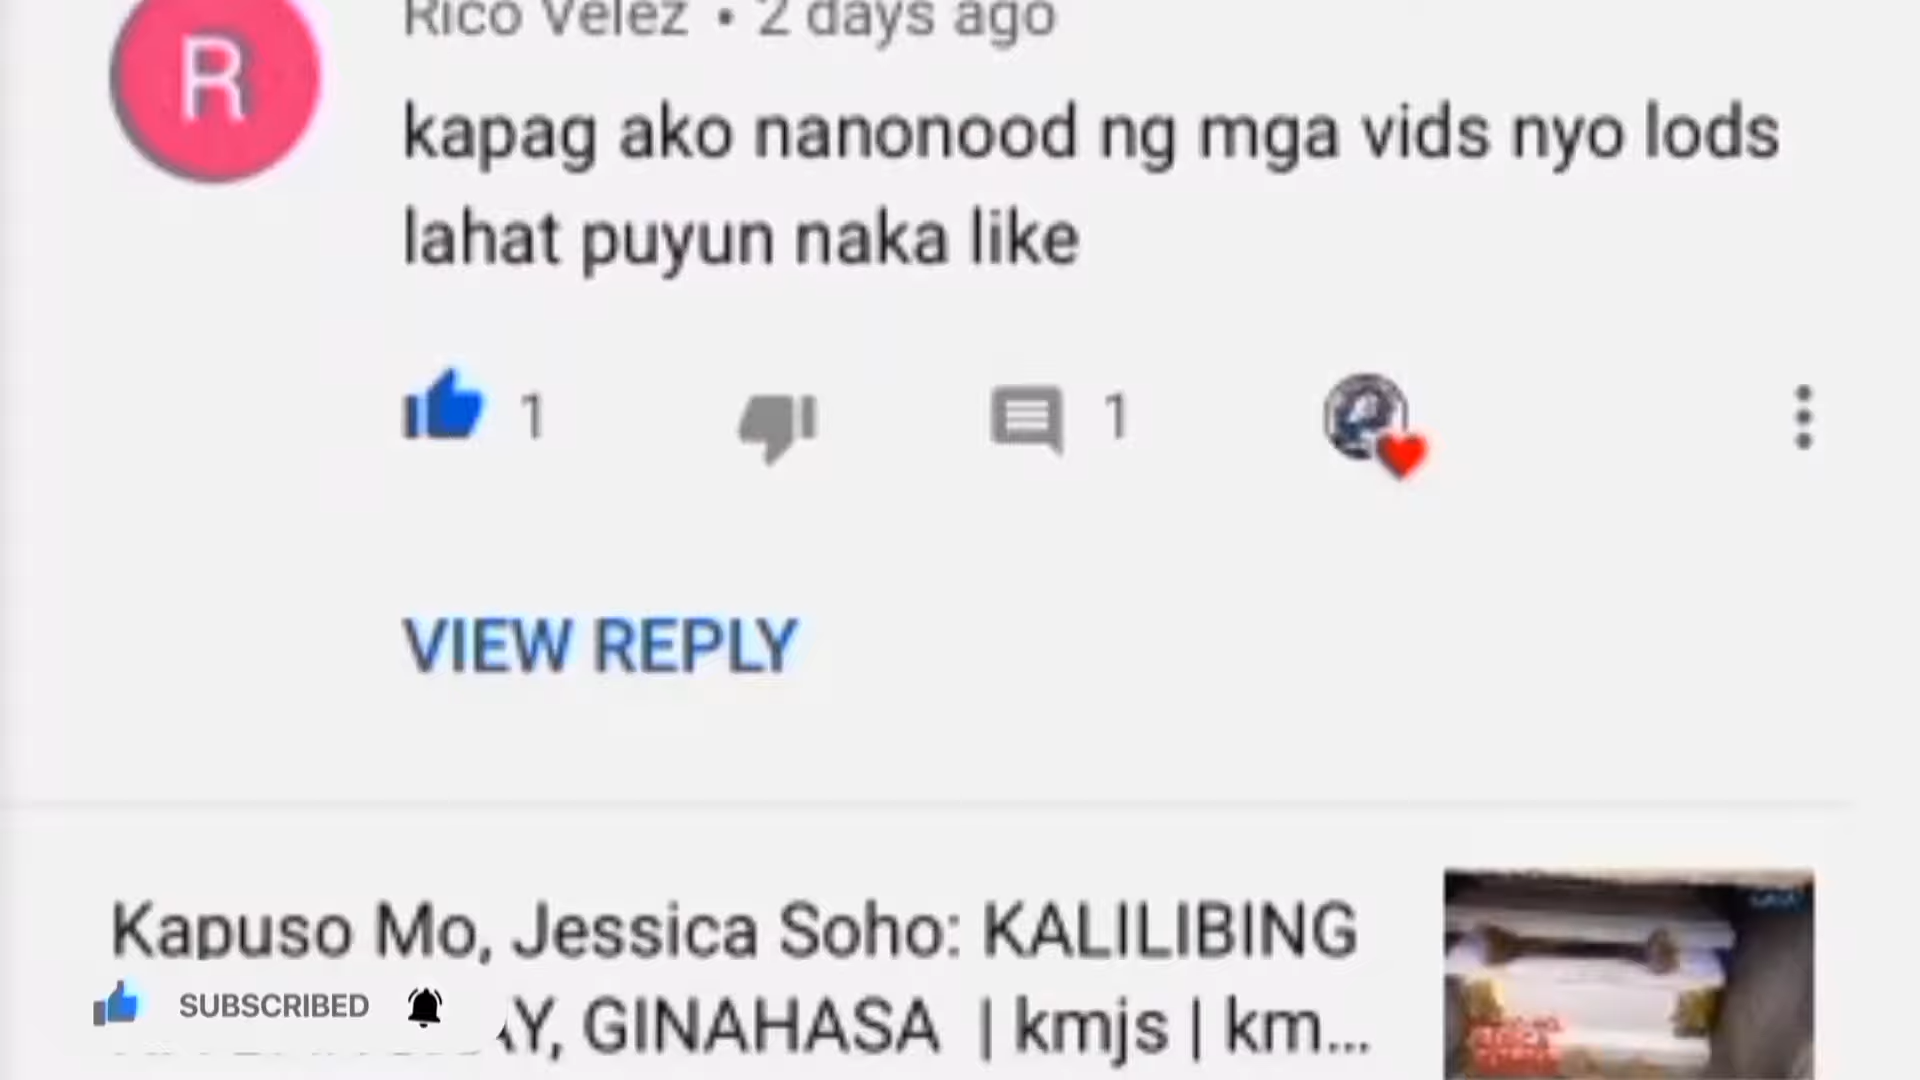 R
Rico Velez • 2 days ago
kapag ako nanonood ng mga vids nyo lods
lahat puyun naka like
1
1
VIEW REPLY
Kapuso Mo, Jessica Soho: KALILIBING
AY, GINAHASA | kmjs | km...
SUBSCRIBED